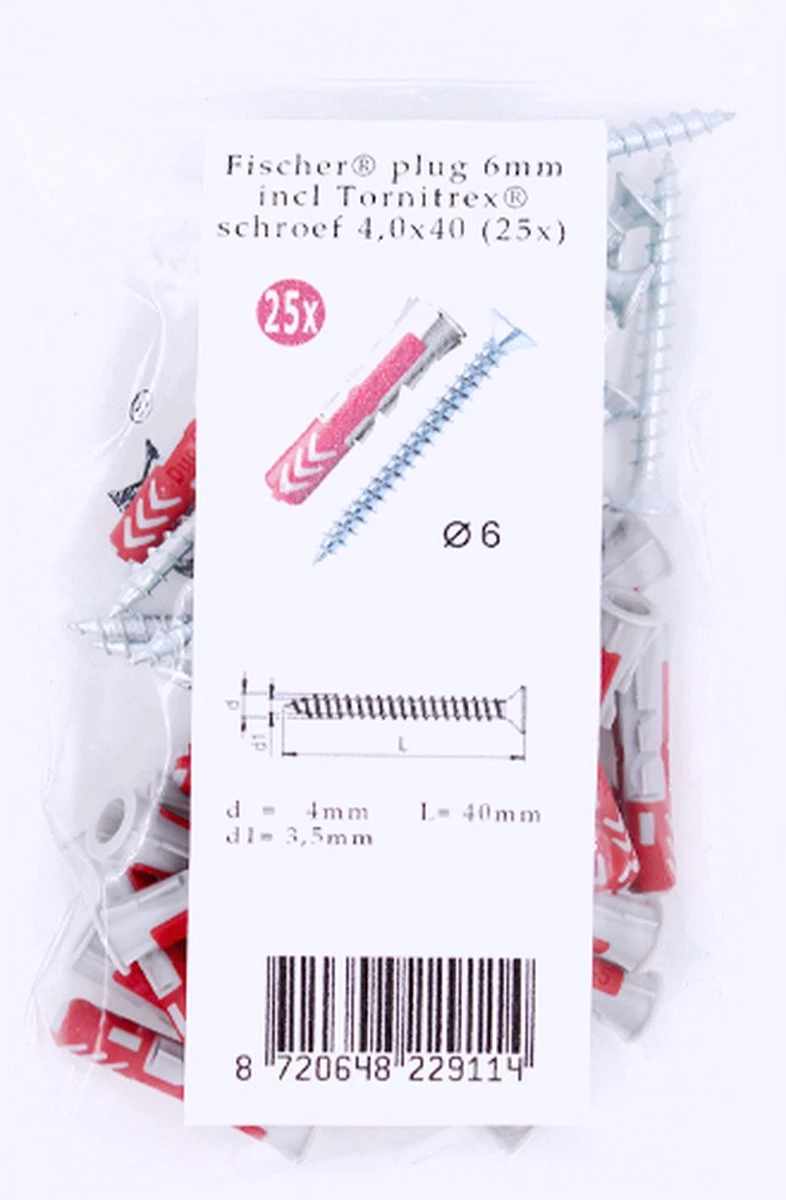 Fischer® plug 6mm
incl Tornitrex®
schroef 4,0x40 (25x)
25x
Ø 6
d
d1
L
d = 4mm L= 40mm
d1= 3,5mm
8 720648 229114